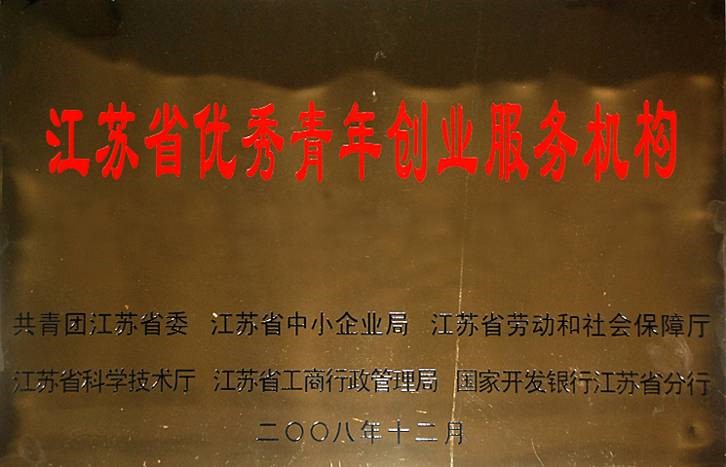 江苏省优秀青年创业服务机构
共青团江苏省委 江苏省中小企业局 江苏省劳动和社会保障厅
江苏省科学技术厅 江苏省工商行政管理局 国家开发银行江苏省分行
二〇〇八年十二月